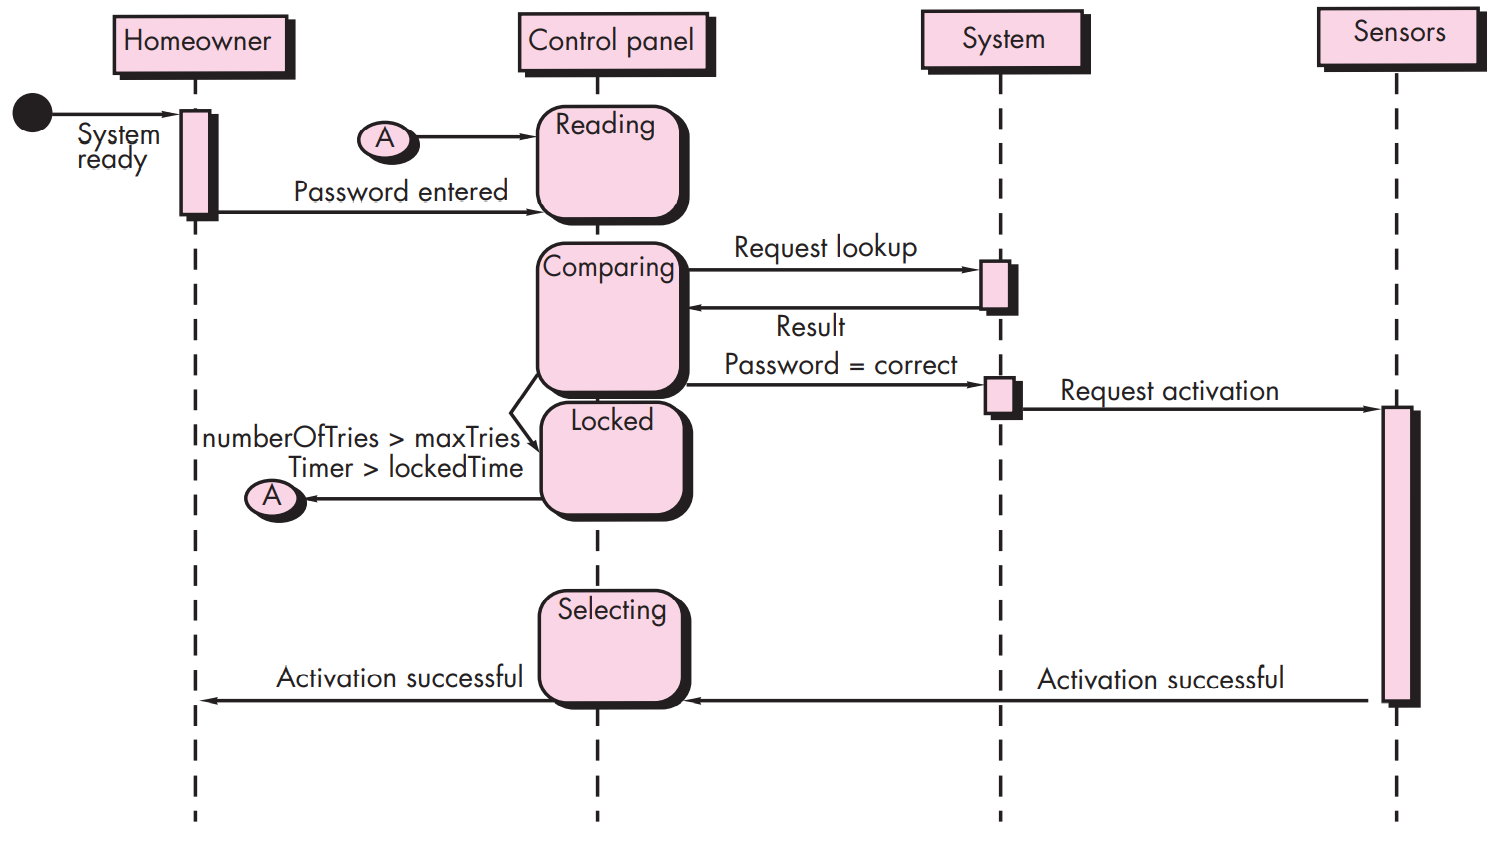 Homeowner
Control panel
System
Sensors
System
ready
A
Reading
Password entered
Comparing
Request lookup
Result
Password = correct
Request activation
Locked
numberOfTries > maxTries
Timer > lockedTime
A
Selecting
Activation successful
Activation successful